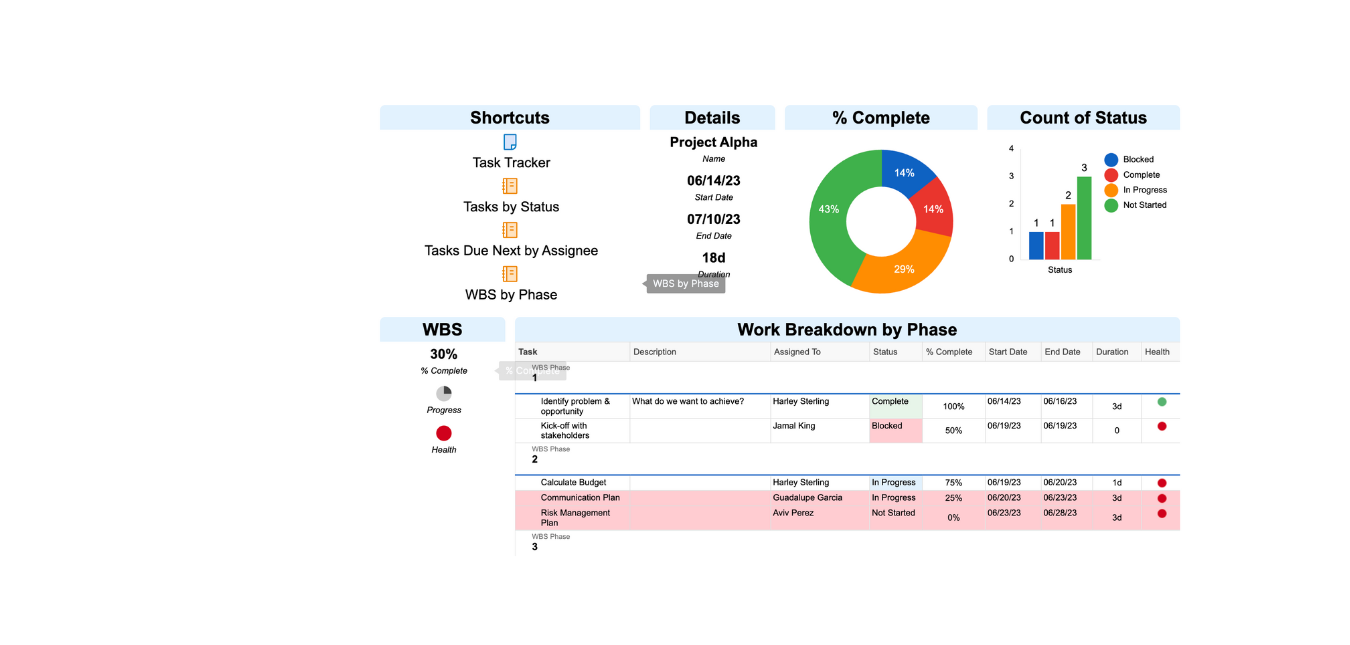 Shortcuts
Task Tracker
Tasks by Status
Tasks Due Next by Assignee
WBS by Phase
Details
Project Alpha
Name
06/14/23
Start Date
07/10/23
End Date
18d
Duration
WBS by Phase
% Complete
14%
14%
29%
43%
Count of Status
4
3
2
1
0
1
1
2
3
Status
Blocked
Complete
In Progress
Not Started
WBS
30%
% Complete
Progress
Health
% Complete
Work Breakdown by Phase
Task Description Assigned To Status % Complete Start Date End Date Duration Health
WBS Phase
1
Identify problem & What do we want to achieve? Harley Sterling Complete 100% 06/14/23 06/16/23 3d
opportunity
Kick-off with Jamal King Blocked 50% 06/19/23 06/19/23 0
stakeholders
WBS Phase
2
Calculate Budget Harley Sterling In Progress 75% 06/19/23 06/20/23 1d
Communication Plan Guadalupe Garcia In Progress 25% 06/20/23 06/23/23 3d
Risk Management Aviv Perez Not Started 0% 06/23/23 06/28/23 3d
Plan
WBS Phase
3